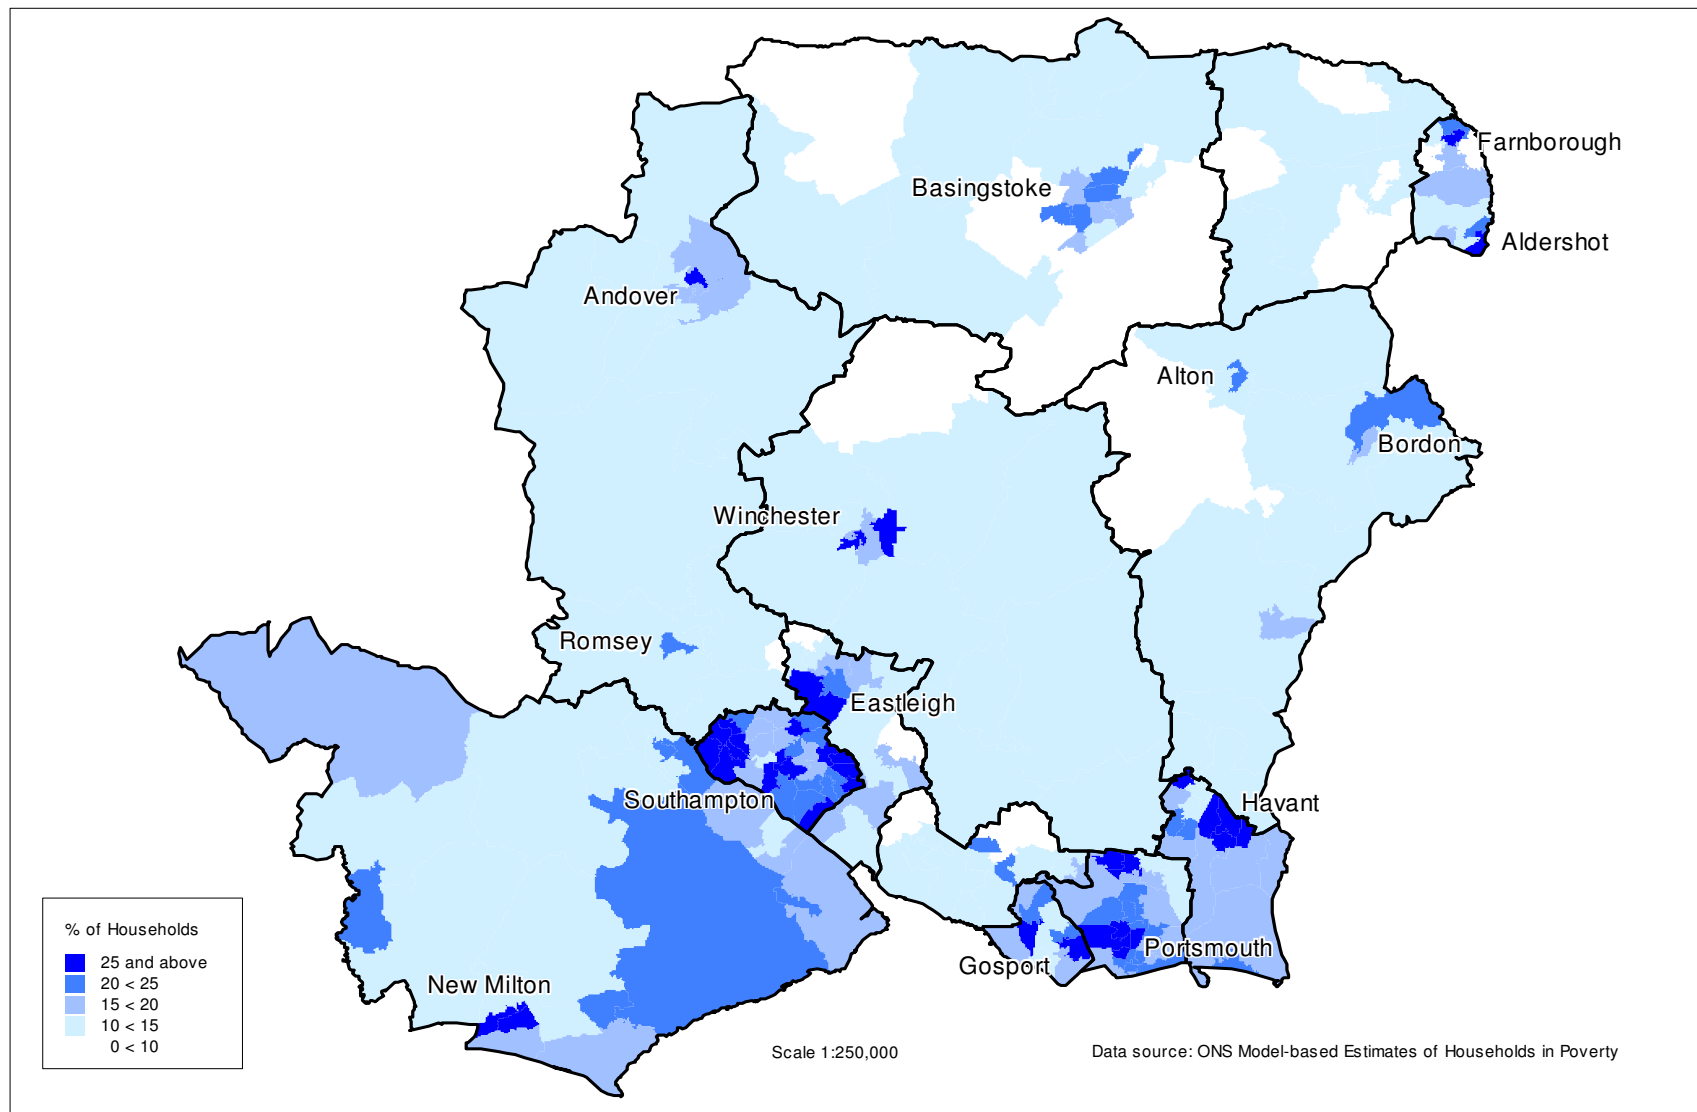 Farnborough
Basingstoke
Aldershot
Andover
Alton
Bordon
Winchester
Romsey
Eastleigh
Southampton
Havant
% of Households
25 and above
20 < 25
15 < 20
10 < 15
0 < 10
Portsmouth
Gosport
New Milton
Scale 1:250,000
Data source: ONS Model-based Estimates of Households in Poverty